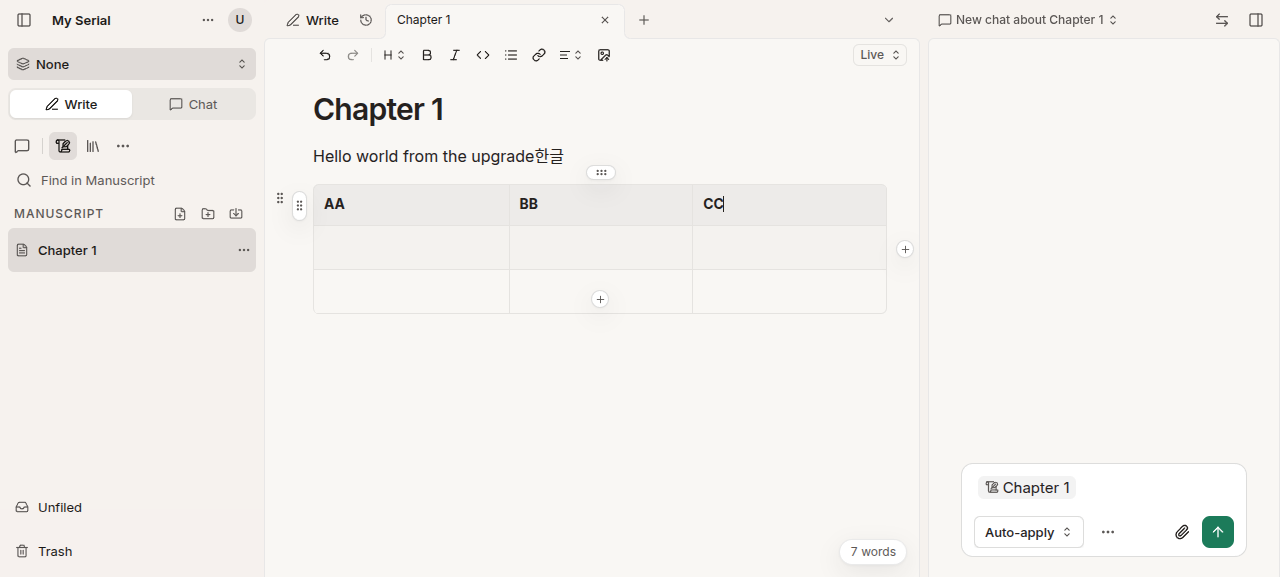 My Serial
U
None
Write
Chat
Find in Manuscript
MANUSCRIPT
Chapter 1
Unfiled
Trash
Write
Chapter 1
H
B
I
Live
Chapter 1
Hello world from the upgrade한글
AA BB CC
7 words
New chat about Chapter 1
Chapter 1
Auto-apply